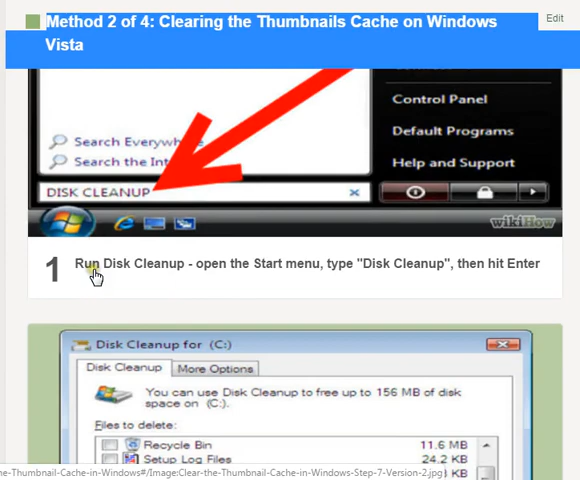 Method 2 of 4: Clearing the Thumbnails Cache on Windows
Vista
Edit
Control Panel
Default Programs
Help and Support
Search Everywhere
Search the Int
DISK CLEANUP
wikiHow
1 Run Disk Cleanup - open the Start menu, type "Disk Cleanup", then hit Enter
Disk Cleanup for (C:)
Disk Cleanup
More Options
You can use Disk Cleanup to free up to 156 MB of disk
space on (C:).
Files to delete:
Recycle Bin 11.6 MB
Setup Log Files 24.2 KB
he-Thumbnail-Cache-in-Windows#/Image:Clear-the-Thumbnail-Cache-in-Windows-Step-7-Version-2.jpg
KB